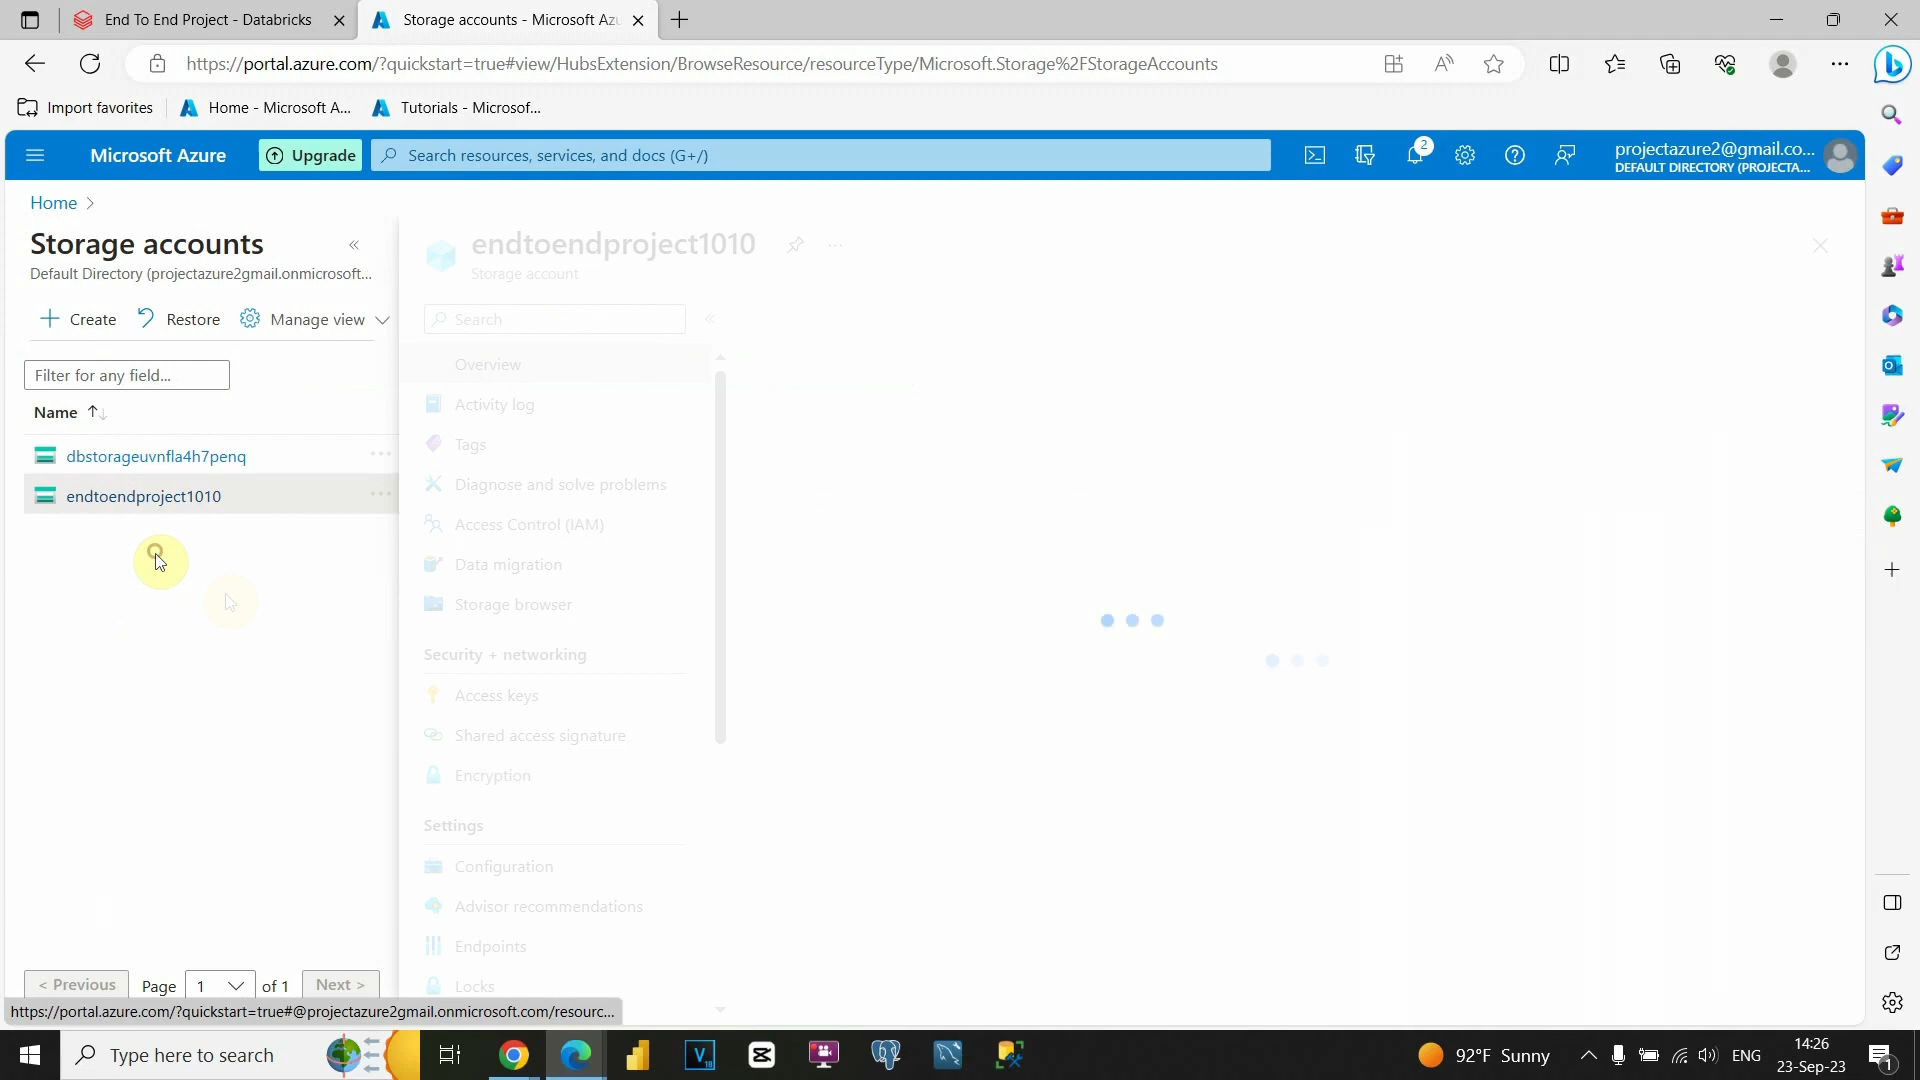 End To End Project - Databricks
Storage accounts - Microsoft Azu
https://portal.azure.com/?quickstart=true#view/HubsExtension/BrowseResource/resourceType/Microsoft.Storage%2FStorageAccounts
Import favorites
Home - Microsoft A...
Tutorials - Microsof...
Microsoft Azure
Upgrade
Search resources, services, and docs (G+/)
2
projectazure2@gmail.co...
DEFAULT DIRECTORY (PROJECTA...
Home >
Storage accounts
Default Directory (projectazure2gmail.onmicrosoft...
Create
Restore
Manage view
Filter for any field...
Name
dbstorageuvnfla4h7penq
endtoendproject1010
< Previous
Page
1
of 1
Next >
endtoendproject1010
Storage account
Search
Overview
Activity log
Tags
Diagnose and solve problems
Access Control (IAM)
Data migration
Storage browser
Security + networking
Access keys
Shared access signature
Encryption
Settings
Configuration
Advisor recommendations
Endpoints
Locks
https://portal.azure.com/?quickstart=true#@projectazure2gmail.onmicrosoft.com/resourc...
Type here to search
92°F Sunny
ENG
14:26
23-Sep-23
1